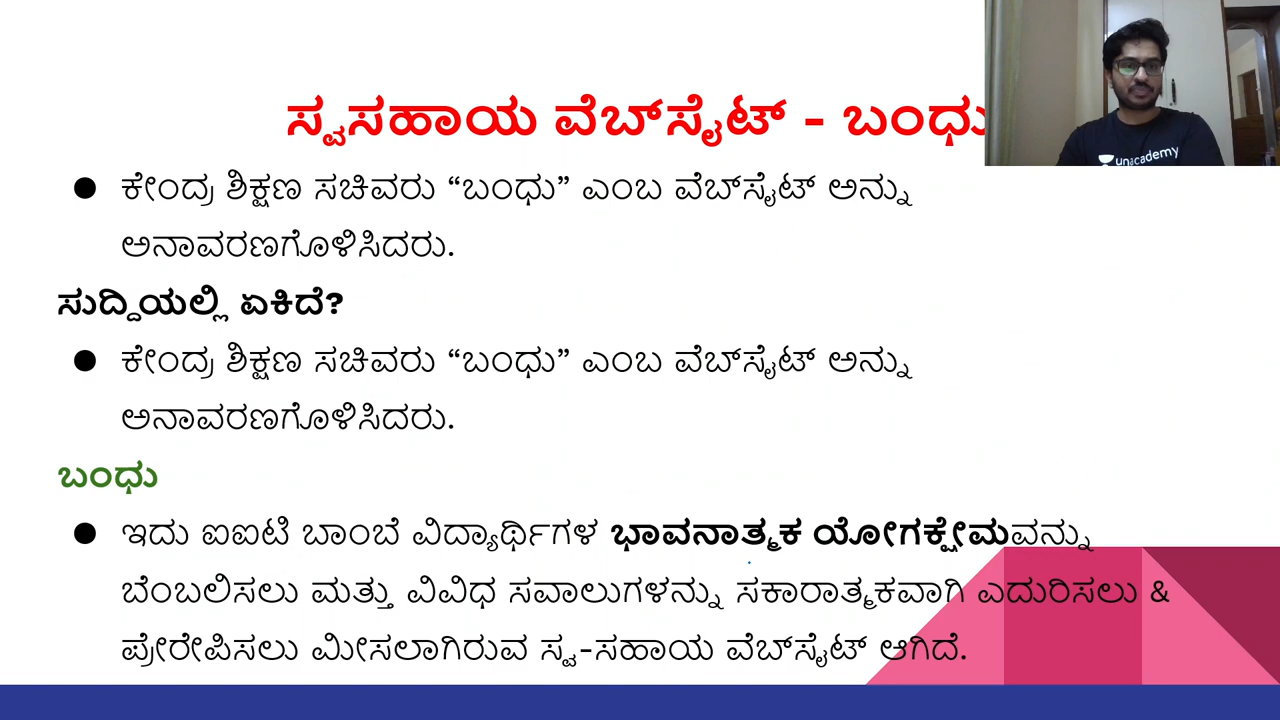 ಸ್ವಸಹಾಯ ವೆಬ್‌ಸೈಟ್ - ಬಂಧು
unacademy
● ಕೇಂದ್ರ ಶಿಕ್ಷಣ ಸಚಿವರು “ಬಂಧು” ಎಂಬ ವೆಬ್‌ಸೈಟ್ ಅನ್ನು
ಅನಾವರಣಗೊಳಿಸಿದರು.
ಸುದ್ದಿಯಲ್ಲಿ ಏಕಿದೆ?
● ಕೇಂದ್ರ ಶಿಕ್ಷಣ ಸಚಿವರು “ಬಂಧು” ಎಂಬ ವೆಬ್‌ಸೈಟ್ ಅನ್ನು
ಅನಾವರಣಗೊಳಿಸಿದರು.
ಬಂಧು
● ಇದು ಐಐಟಿ ಬಾಂಬೆ ವಿದ್ಯಾರ್ಥಿಗಳ ಭಾವನಾತ್ಮಕ ಯೋಗಕ್ಷೇಮವನ್ನು
ಬೆಂಬಲಿಸಲು ಮತ್ತು ವಿವಿಧ ಸವಾಲುಗಳನ್ನು ಸಕಾರಾತ್ಮಕವಾಗಿ ಎದುರಿಸಲು &
ಪ್ರೇರೇಪಿಸಲು ಮೀಸಲಾಗಿರುವ ಸ್ವ-ಸಹಾಯ ವೆಬ್‌ಸೈಟ್ ಆಗಿದೆ.